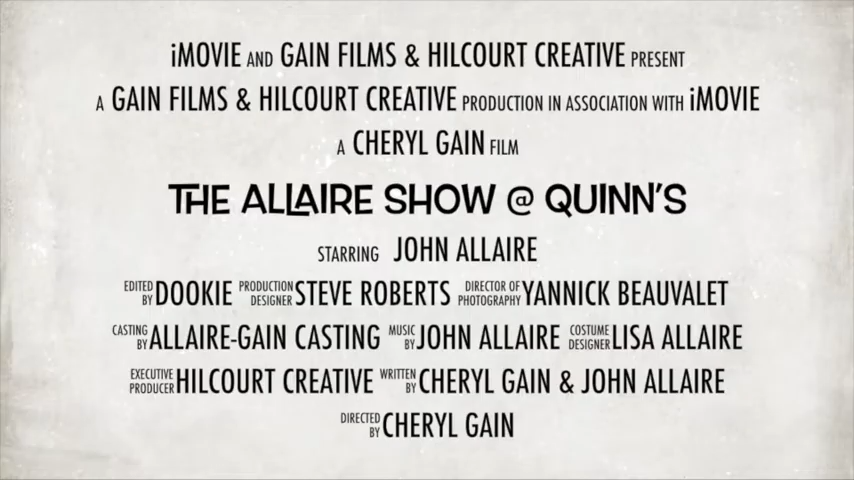 iMOVIE AND GAIN FILMS & HILCOURT CREATIVE PRESENT
A GAIN FILMS & HILCOURT CREATIVE PRODUCTION IN ASSOCIATION WITH iMOVIE
A CHERYL GAIN FILM
THE ALLAIRE SHOW @ QUINN'S
STARRING JOHN ALLAIRE
EDITED BY DOOKIE PRODUCTION DESIGNER STEVE ROBERTS DIRECTOR OF PHOTOGRAPHY YANNICK BEAUVALET
CASTING BY ALLAIRE-GAIN CASTING MUSIC BY JOHN ALLAIRE COSTUME DESIGNER LISA ALLAIRE
EXECUTIVE PRODUCER HILCOURT CREATIVE WRITTEN BY CHERYL GAIN & JOHN ALLAIRE
DIRECTED BY CHERYL GAIN